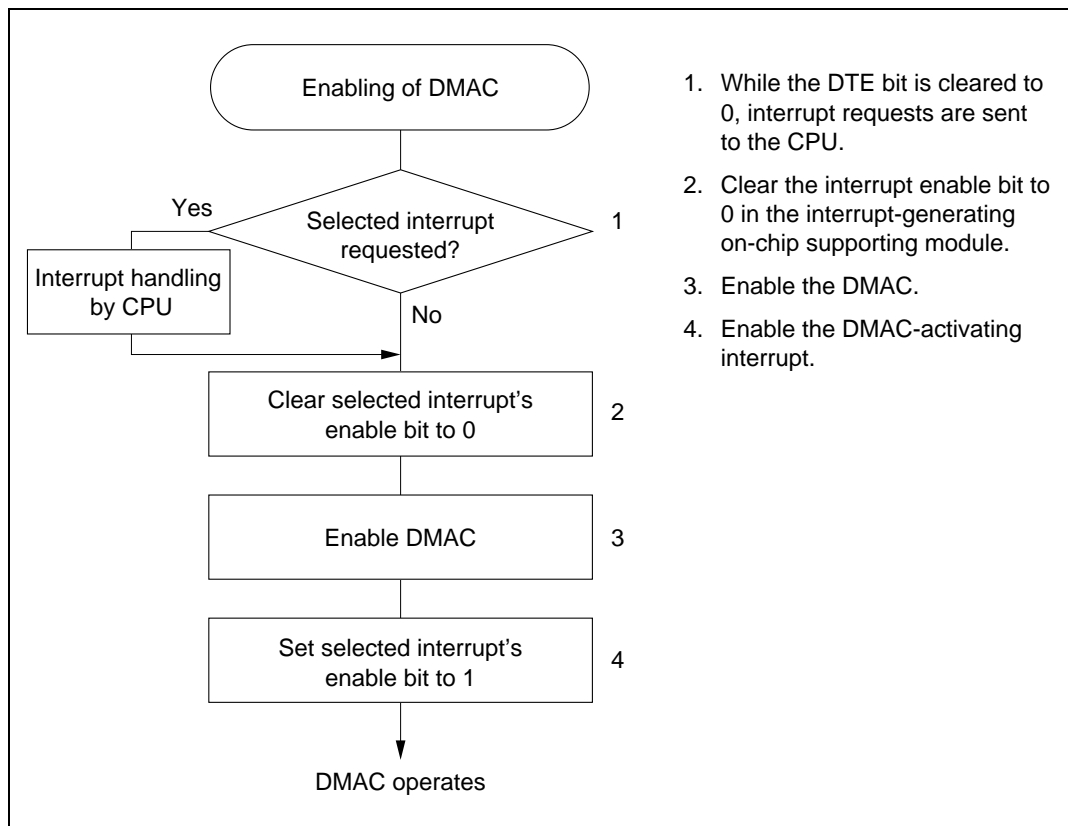 Enabling of DMAC
Selected interrupt
requested?
1
Yes
Interrupt handling
by CPU
No
Clear selected interrupt's
enable bit to 0
2
Enable DMAC
3
Set selected interrupt's
enable bit to 1
4
DMAC operates
1. While the DTE bit is cleared to
0, interrupt requests are sent
to the CPU.
2. Clear the interrupt enable bit to
0 in the interrupt-generating
on-chip supporting module.
3. Enable the DMAC.
4. Enable the DMAC-activating
interrupt.